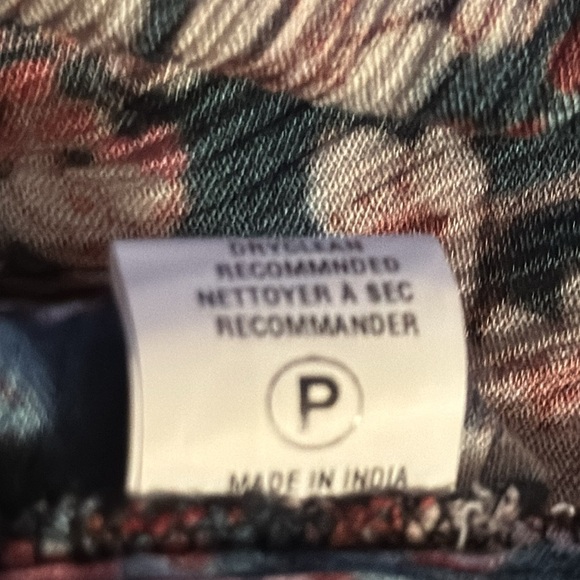 DRYCLEAN
RECOMMNDED
NETTOYER À SEC
RECOMMANDER
P
MADE IN INDIA